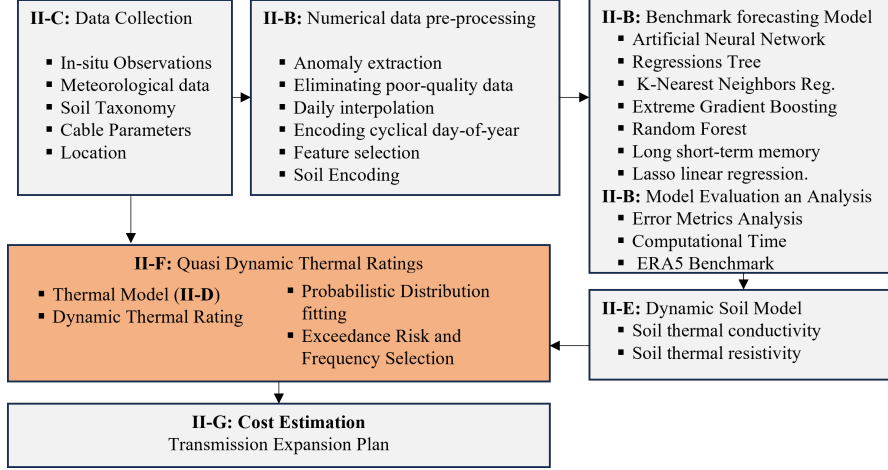 II-C: Data Collection
▪ In-situ Observations
▪ Meteorological data
▪ Soil Taxonomy
▪ Cable Parameters
▪ Location
II-B: Numerical data pre-processing
▪ Anomaly extraction
▪ Eliminating poor-quality data
▪ Daily interpolation
▪ Encoding cyclical day-of-year
▪ Feature selection
▪ Soil Encoding
II-B: Benchmark forecasting Model
▪ Artificial Neural Network
▪ Regressions Tree
▪ K-Nearest Neighbors Reg.
▪ Extreme Gradient Boosting
▪ Random Forest
▪ Long short-term memory
▪ Lasso linear regression.
II-B: Model Evaluation an Analysis
▪ Error Metrics Analysis
▪ Computational Time
▪ ERA5 Benchmark
II-E: Dynamic Soil Model
▪ Soil thermal conductivity
▪ Soil thermal resistivity
II-F: Quasi Dynamic Thermal Ratings
▪ Thermal Model (II-D)
▪ Dynamic Thermal Rating
▪ Probabilistic Distribution
fitting
▪ Exceedance Risk and
Frequency Selection
II-G: Cost Estimation
Transmission Expansion Plan